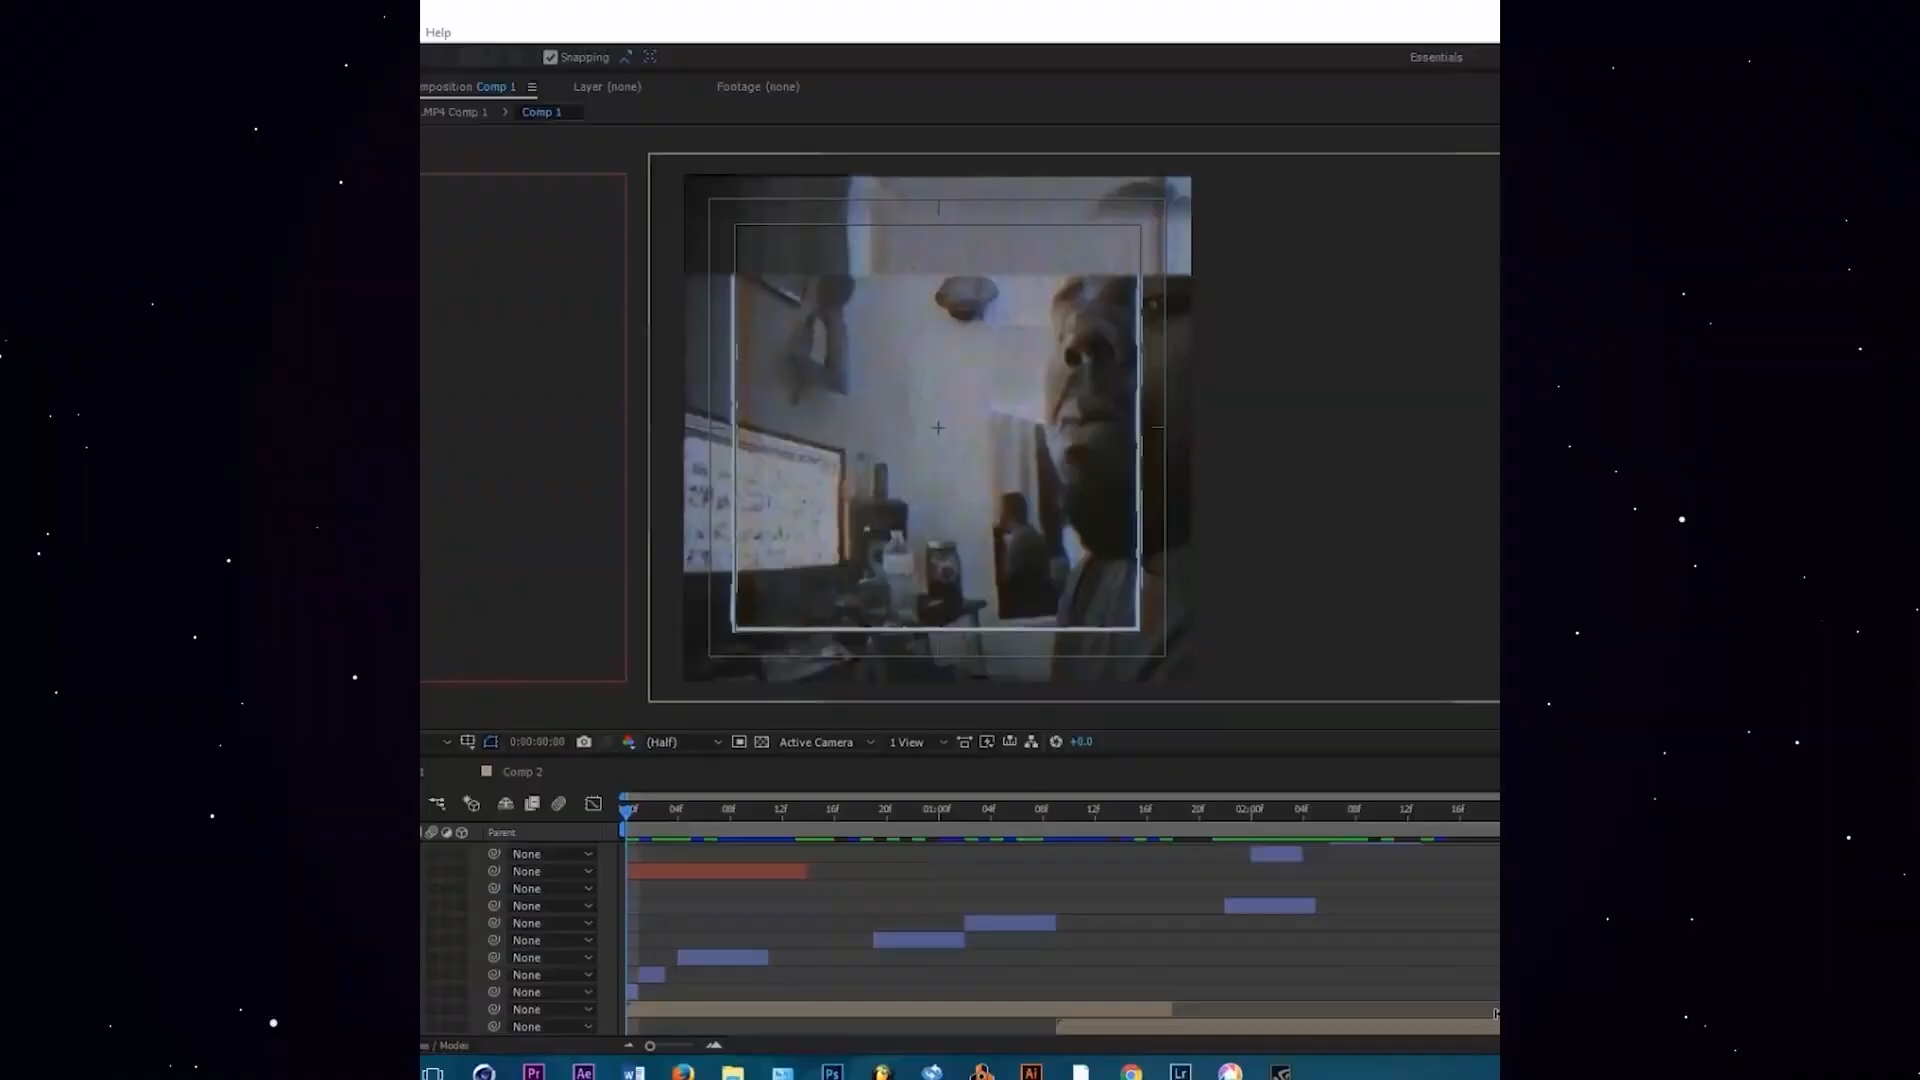 Help
Snapping
Essentials
mposition Comp 1
Layer (none)
Footage (none)
.MP4 Comp 1 > Comp 1
0:00:00:00
(Half)
Active Camera
1 View
+0.0
1
Comp 2
00f 04f 08f 12f 16f 20f 01:00f 04f 08f 12f 16f 20f 02:00f 04f 08f 12f 16f
Parent
None
None
None
None
None
None
None
None
None
None
None
es / Modes
Pr Ae Ps Ai Lr